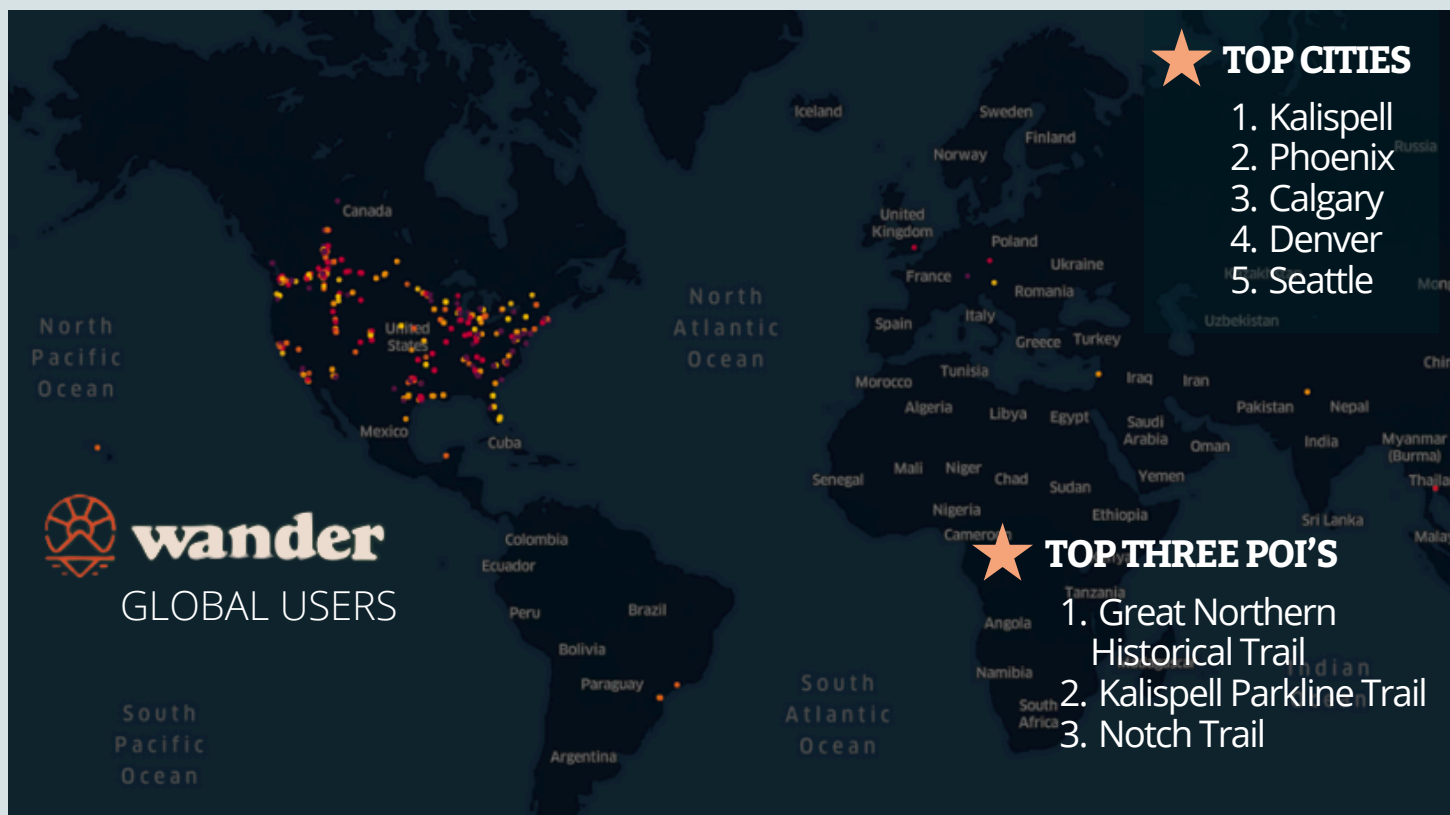 TOP CITIES
1. Kalispell
2. Phoenix
3. Calgary
4. Denver
5. Seattle
Iceland
Sweden
Finland
Norway
Russia
Canada
United
Kingdom
Poland
Ukraine
France
Romania
Italy
Spain
Greece
Turkey
Uzbekistan
North
Pacific
Ocean
United
States
North
Atlantic
Ocean
Tunisia
Morocco
Iraq
Iran
Algeria
Libya
Egypt
Saudi
Arabia
Pakistan
Nepal
Mexico
Cuba
Oman
India
Myanmar
(Burma)
Senegal
Mali
Niger
Chad
Sudan
Yemen
Nigeria
Ethiopia
Sri Lanka
wander
GLOBAL USERS
Colombia
Ecuador
Peru
Brazil
Bolivia
Paraguay
Argentina
TOP THREE POI'S
Tanzania
1. Great Northern
Historical Trail
2. Kalispell Parkline Trail
3. Notch Trail
Angola
Namibia
South
Africa
Indian
South
Atlantic
Ocean
South
Pacific
Ocean